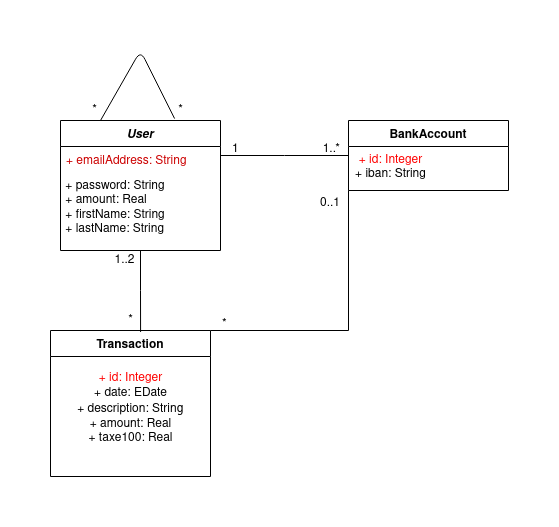 *
*
User
+ emailAddress: String
+ password: String
+ amount: Real
+ firstName: String
+ lastName: String
1
1..*
BankAccount
+ id: Integer
+ iban: String
0..1
1..2
*
*
Transaction
+ id: Integer
+ date: EDate
+ description: String
+ amount: Real
+ taxe100: Real